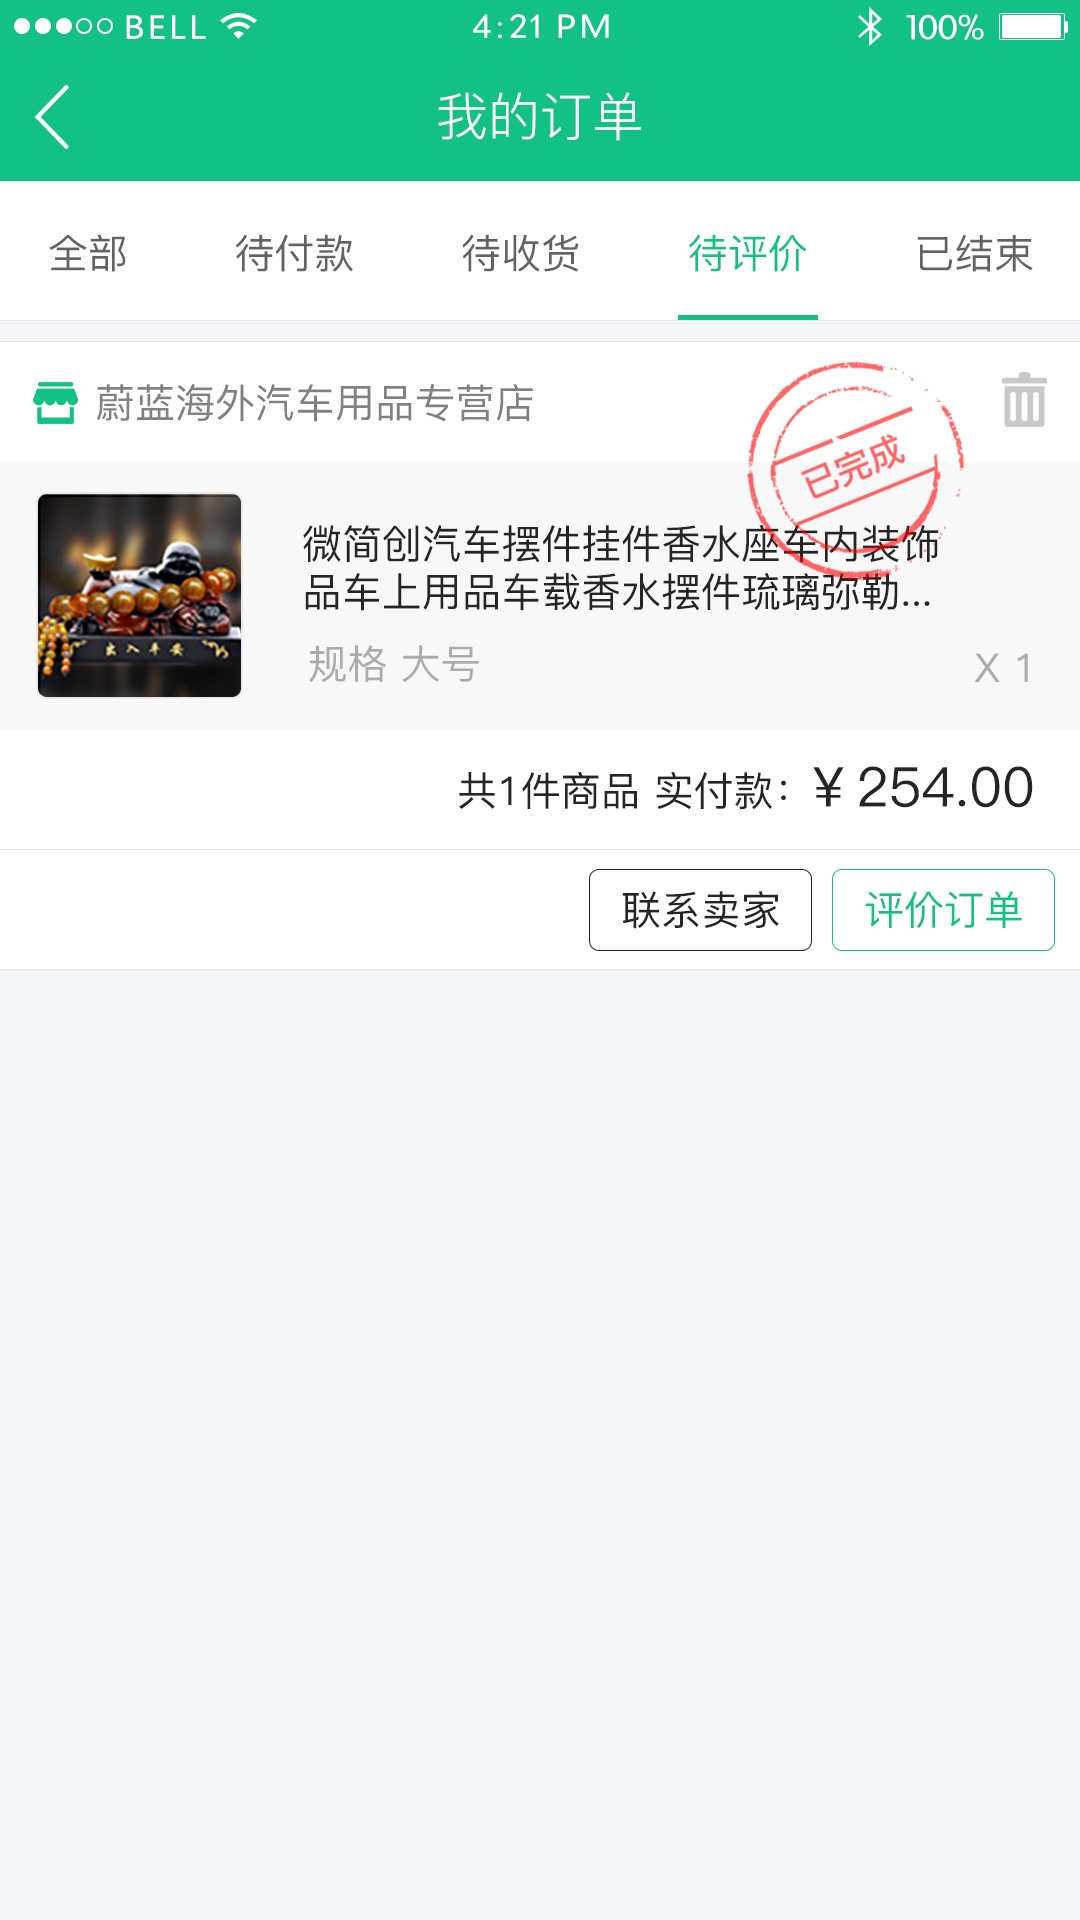 BELL 4:21 PM 100%
我的订单
全部 待付款 待收货 待评价 已结束
蔚蓝海外汽车用品专营店
已完成
微简创汽车摆件挂件香水座车内装饰
品车上用品车载香水摆件琉璃弥勒...
出入平安
规格 大号 X 1
共1件商品 实付款：¥ 254.00
联系卖家 评价订单